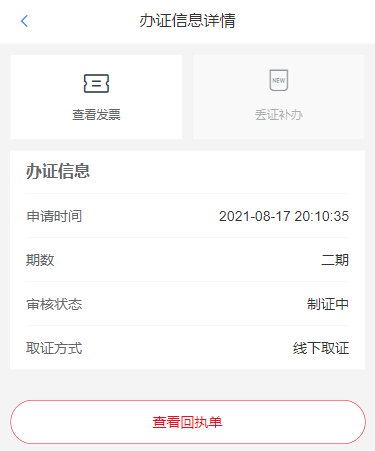 办证信息详情
NEW
查看发票
丢证补办
办证信息
申请时间 2021-08-17 20:10:35
期数 二期
审核状态 制证中
取证方式 线下取证
查看回执单